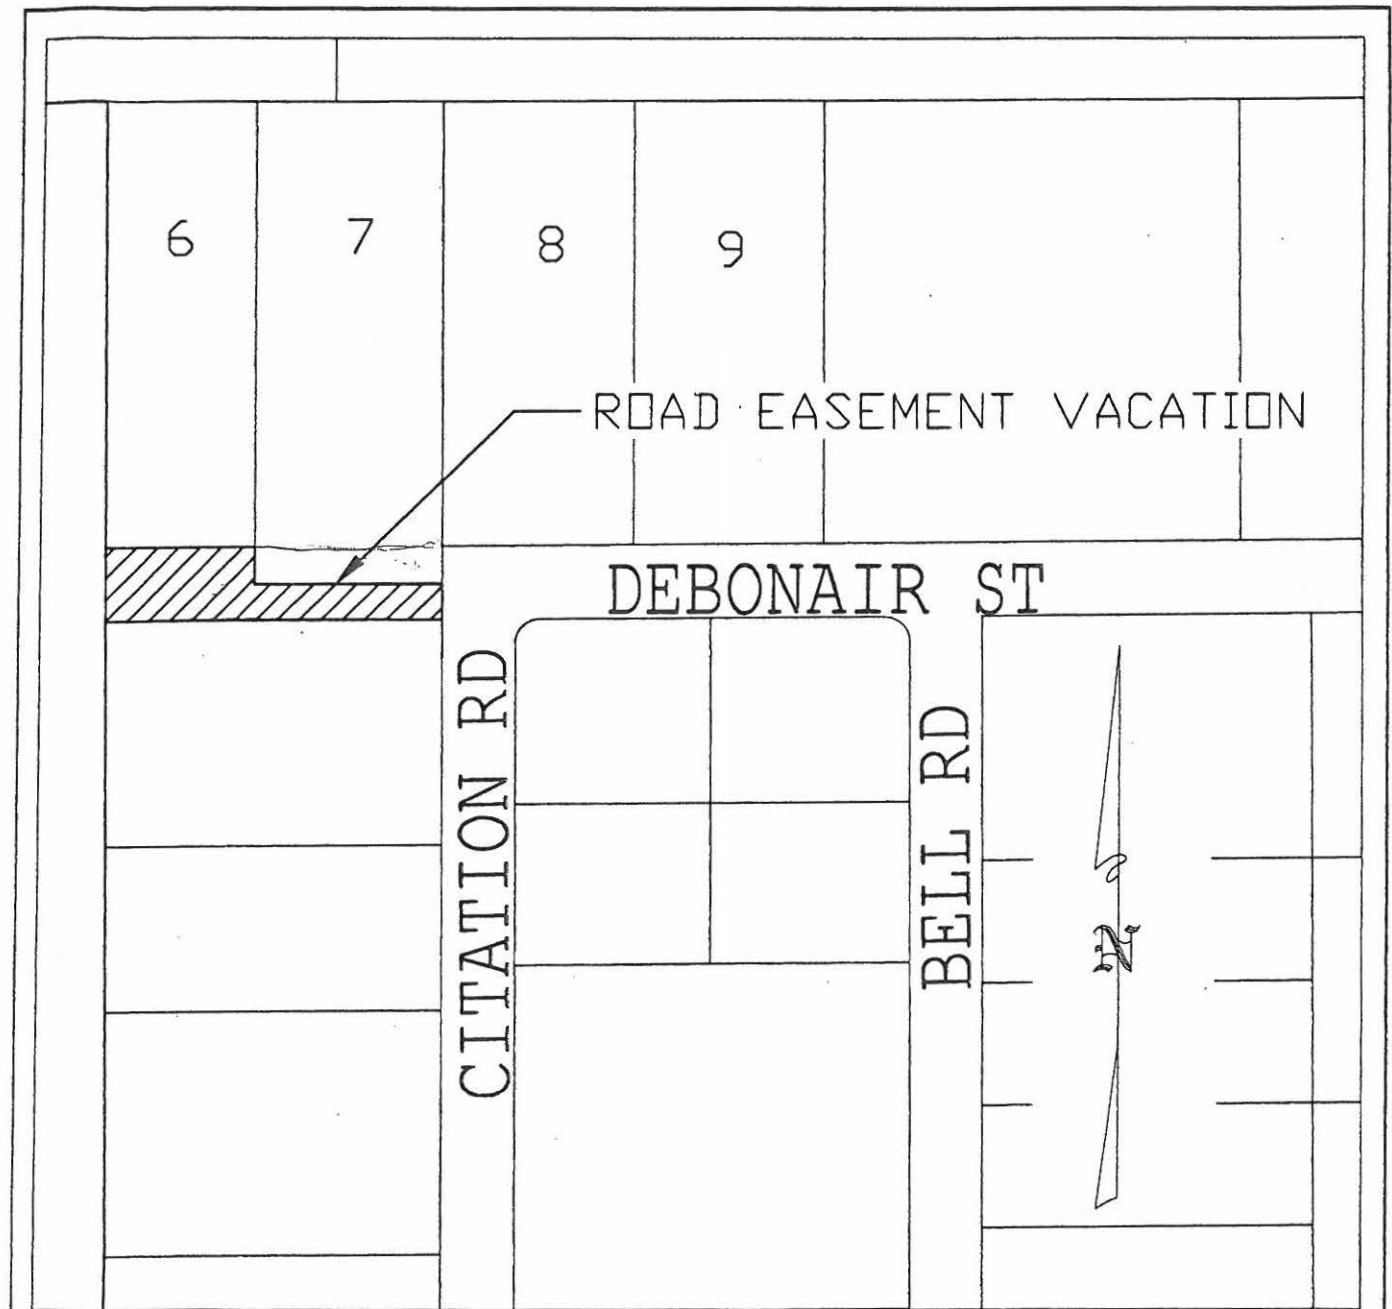 6
7
8
9
ROAD EASEMENT VACATION
DEBONAIR ST
CITATION RD
BELL RD
N